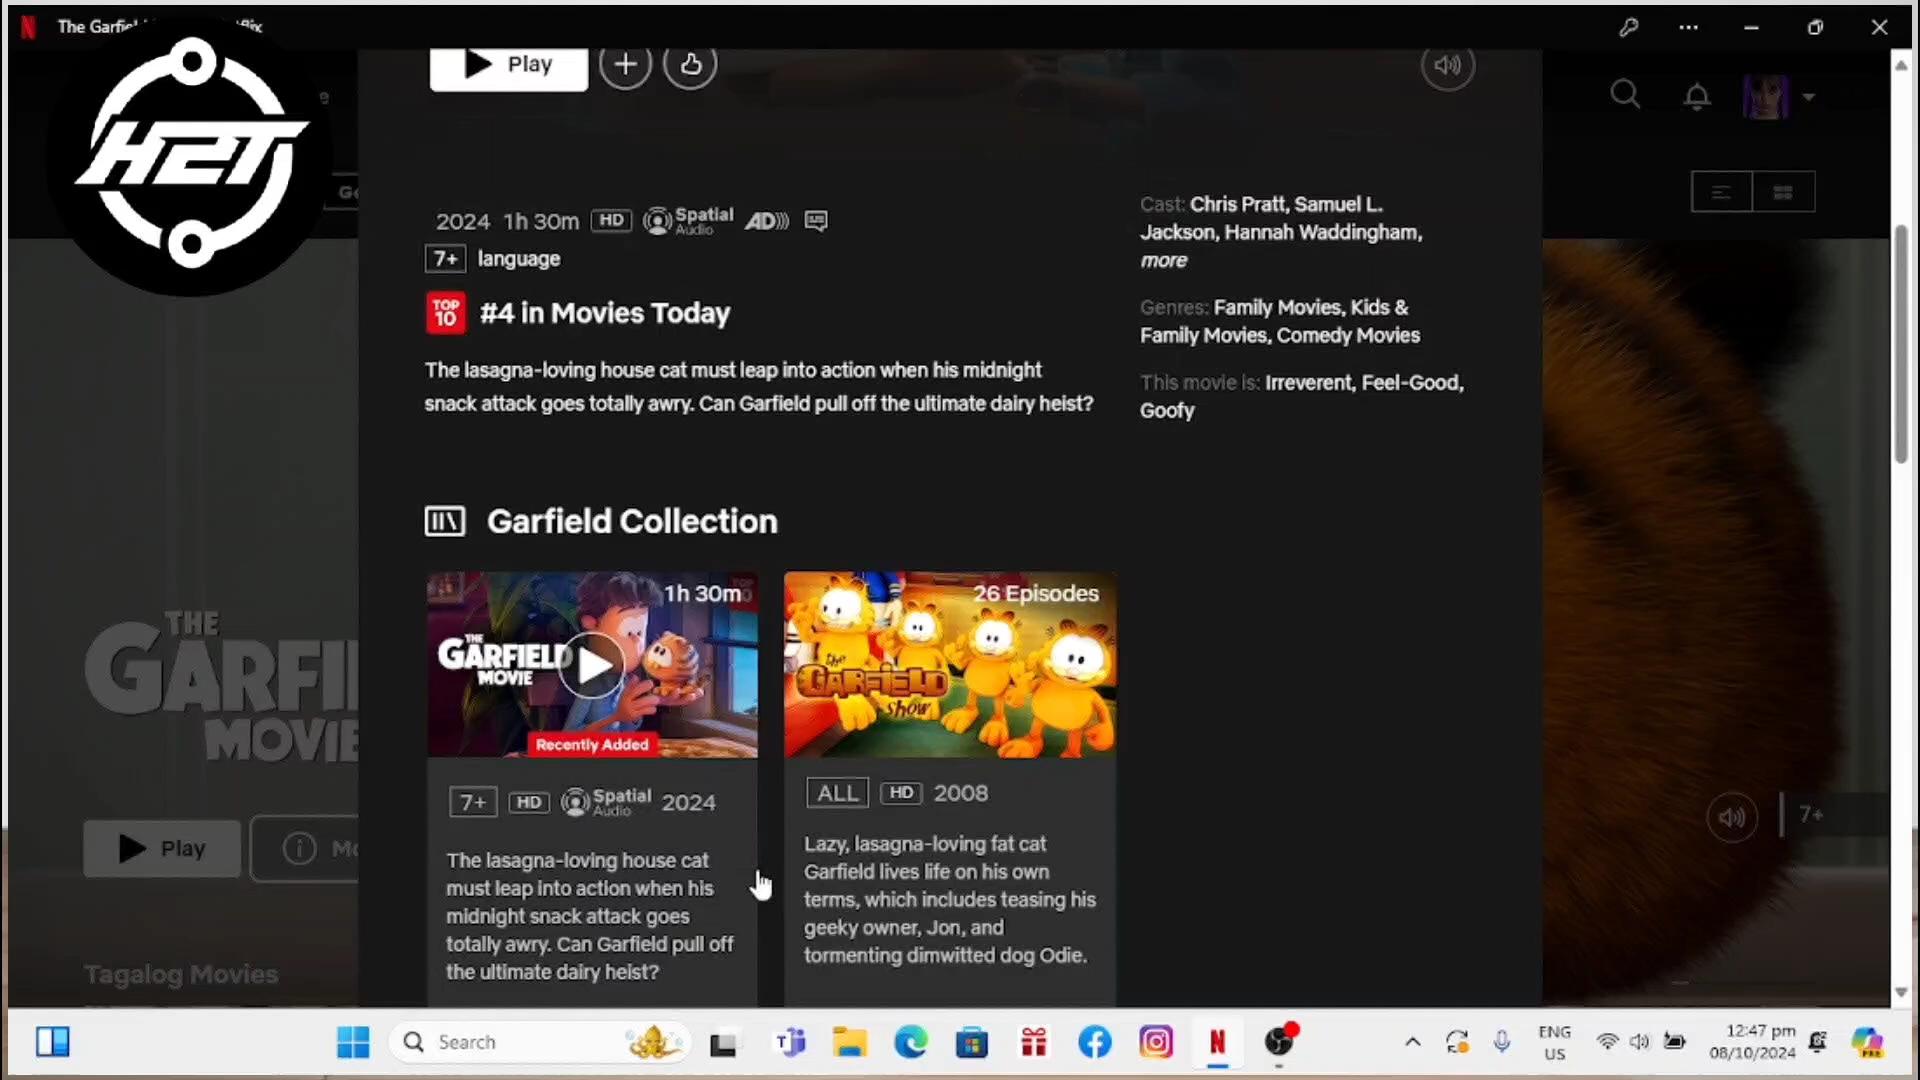 The Garfi
flix
H2T
Play
2024 1h 30m HD Spatial Audio AD
7+ language
TOP 10 #4 in Movies Today
The lasagna-loving house cat must leap into action when his midnight
snack attack goes totally awry. Can Garfield pull off the ultimate dairy heist?
Cast: Chris Pratt, Samuel L.
Jackson, Hannah Waddingham,
more
Genres: Family Movies, Kids &
Family Movies, Comedy Movies
This movie is: Irreverent, Feel-Good,
Goofy
Garfield Collection
1h 30m
THE
GARFIELD
MOVIE
Recently Added
7+ HD Spatial Audio 2024
The lasagna-loving house cat
must leap into action when his
midnight snack attack goes
totally awry. Can Garfield pull off
the ultimate dairy heist?
26 Episodes
the
GARFIELD
show
ALL HD 2008
Lazy, lasagna-loving fat cat
Garfield lives life on his own
terms, which includes teasing his
geeky owner, Jon, and
tormenting dimwitted dog Odie.
THE
GARFI
MOVIE
Play
Mo
7+
Tagalog Movies
Search
ENG
US
12:47 pm
08/10/2024